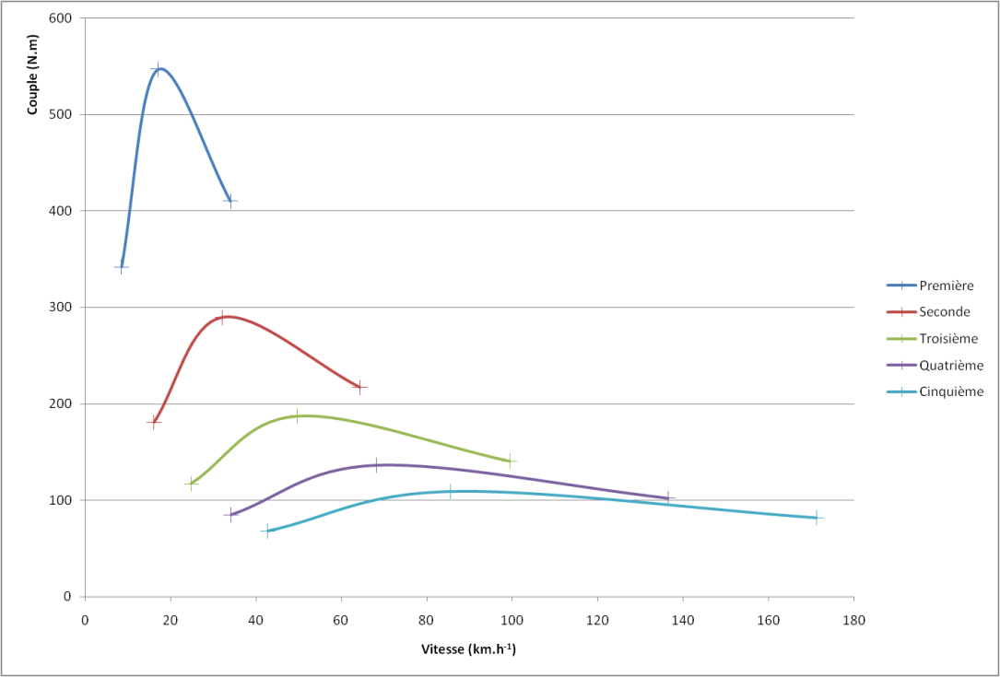 Couple (N.m)
600
500
400
300
200
100
0
0 20 40 60 80 100 120 140 160 180
Vitesse (km.h-1)
Première
Seconde
Troisième
Quatrième
Cinquième